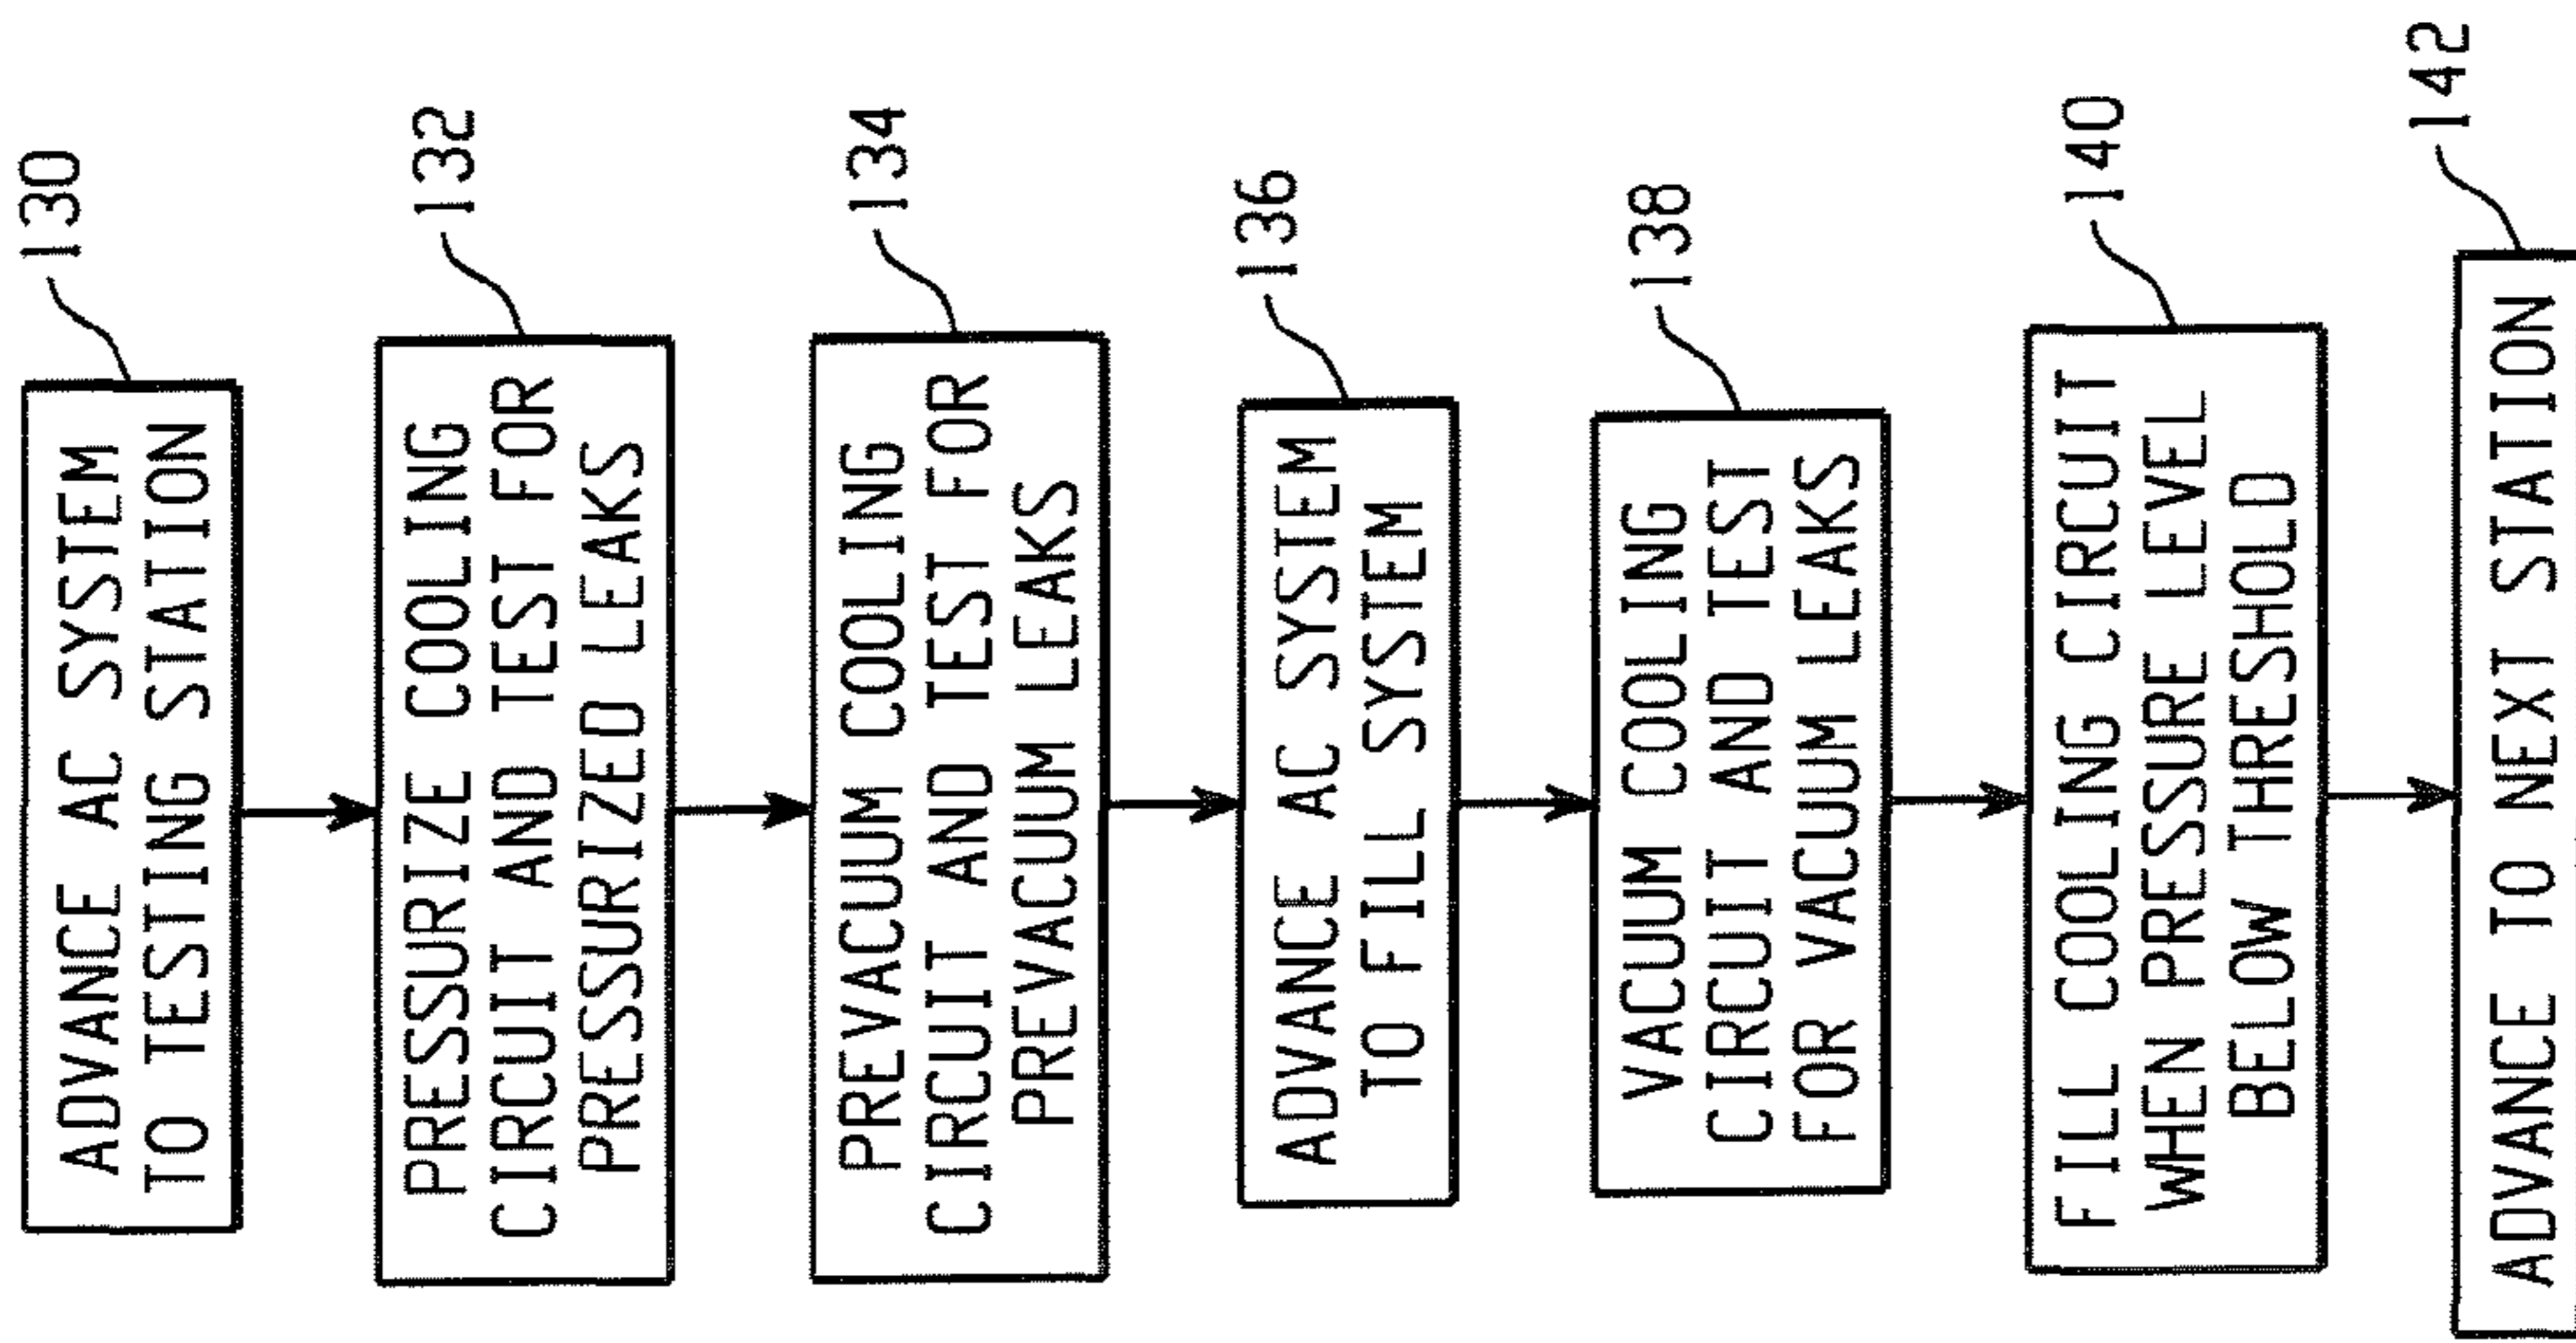 130
ADVANCE AC SYSTEM
TO TESTING STATION
132
PRESSURIZE COOLING
CIRCUIT AND TEST FOR
PRESSURIZED LEAKS
134
PREVACUUM COOLING
CIRCUIT AND TEST FOR
PREVACUUM LEAKS
136
ADVANCE AC SYSTEM
TO FILL SYSTEM
138
VACUUM COOLING
CIRCUIT AND TEST
FOR VACUUM LEAKS
140
FILL COOLING CIRCUIT
WHEN PRESSURE LEVEL
BELOW THRESHOLD
142
ADVANCE TO NEXT STATION